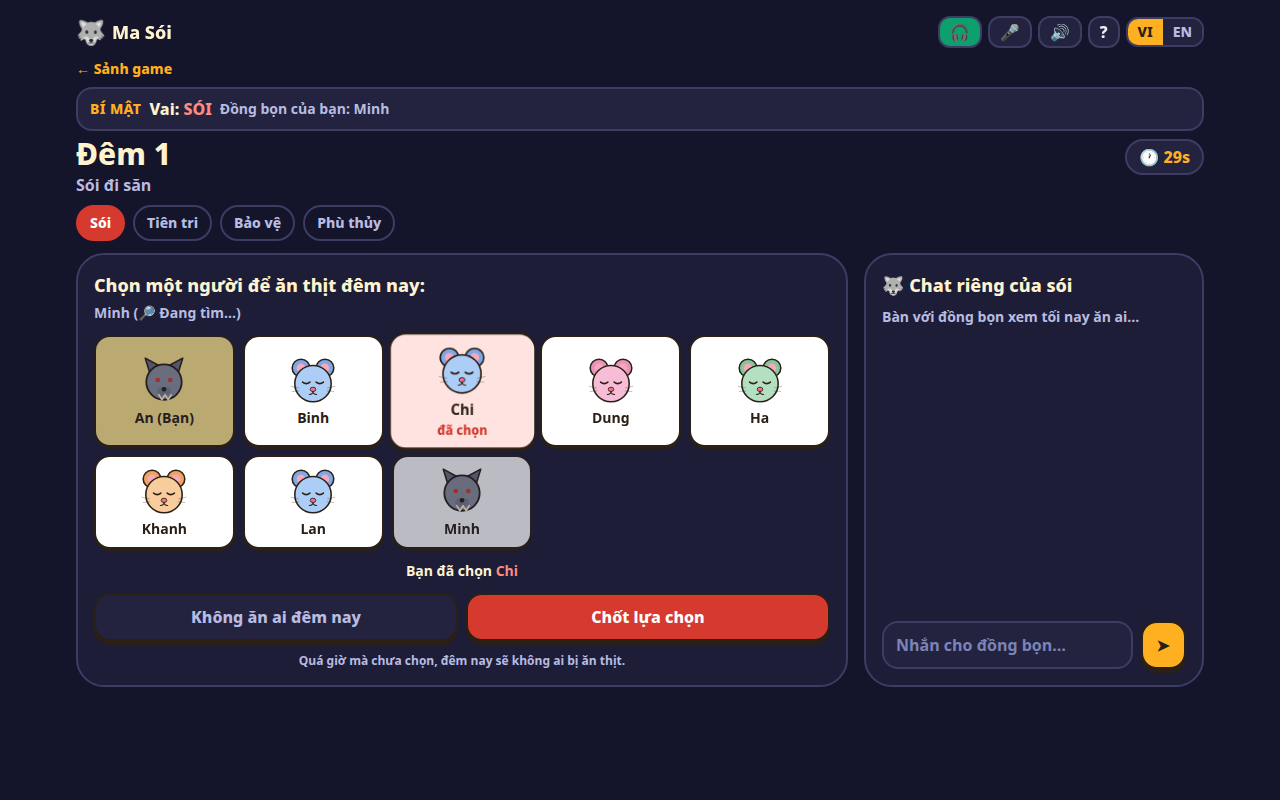 Ma Sói
?
VI EN
← Sảnh game
BÍ MẬT Vai: SÓI Đồng bọn của bạn: Minh
Đêm 1
29s
Sói đi săn
Sói Tiên tri Bảo vệ Phù thủy
Chọn một người để ăn thịt đêm nay:
Minh (🔎 Đang tìm...)
An (Bạn)
Binh
Chi
đã chọn
Dung
Ha
Khanh
Lan
Minh
Bạn đã chọn Chi
Không ăn ai đêm nay
Chốt lựa chọn
Quá giờ mà chưa chọn, đêm nay sẽ không ai bị ăn thịt.
Chat riêng của sói
Bàn với đồng bọn xem tối nay ăn ai...
Nhắn cho đồng bọn...